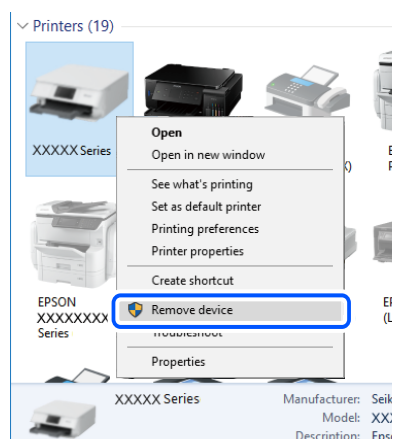 Printers (19)
XXXXX Series
Open
Open in new window
See what's printing
Set as default printer
Printing preferences
Printer properties
Create shortcut
Remove device
Troubleshoot
Properties
EPSON
XXXXXXXX
Series
XXXXX Series
Manufacturer:
Model:
Description: